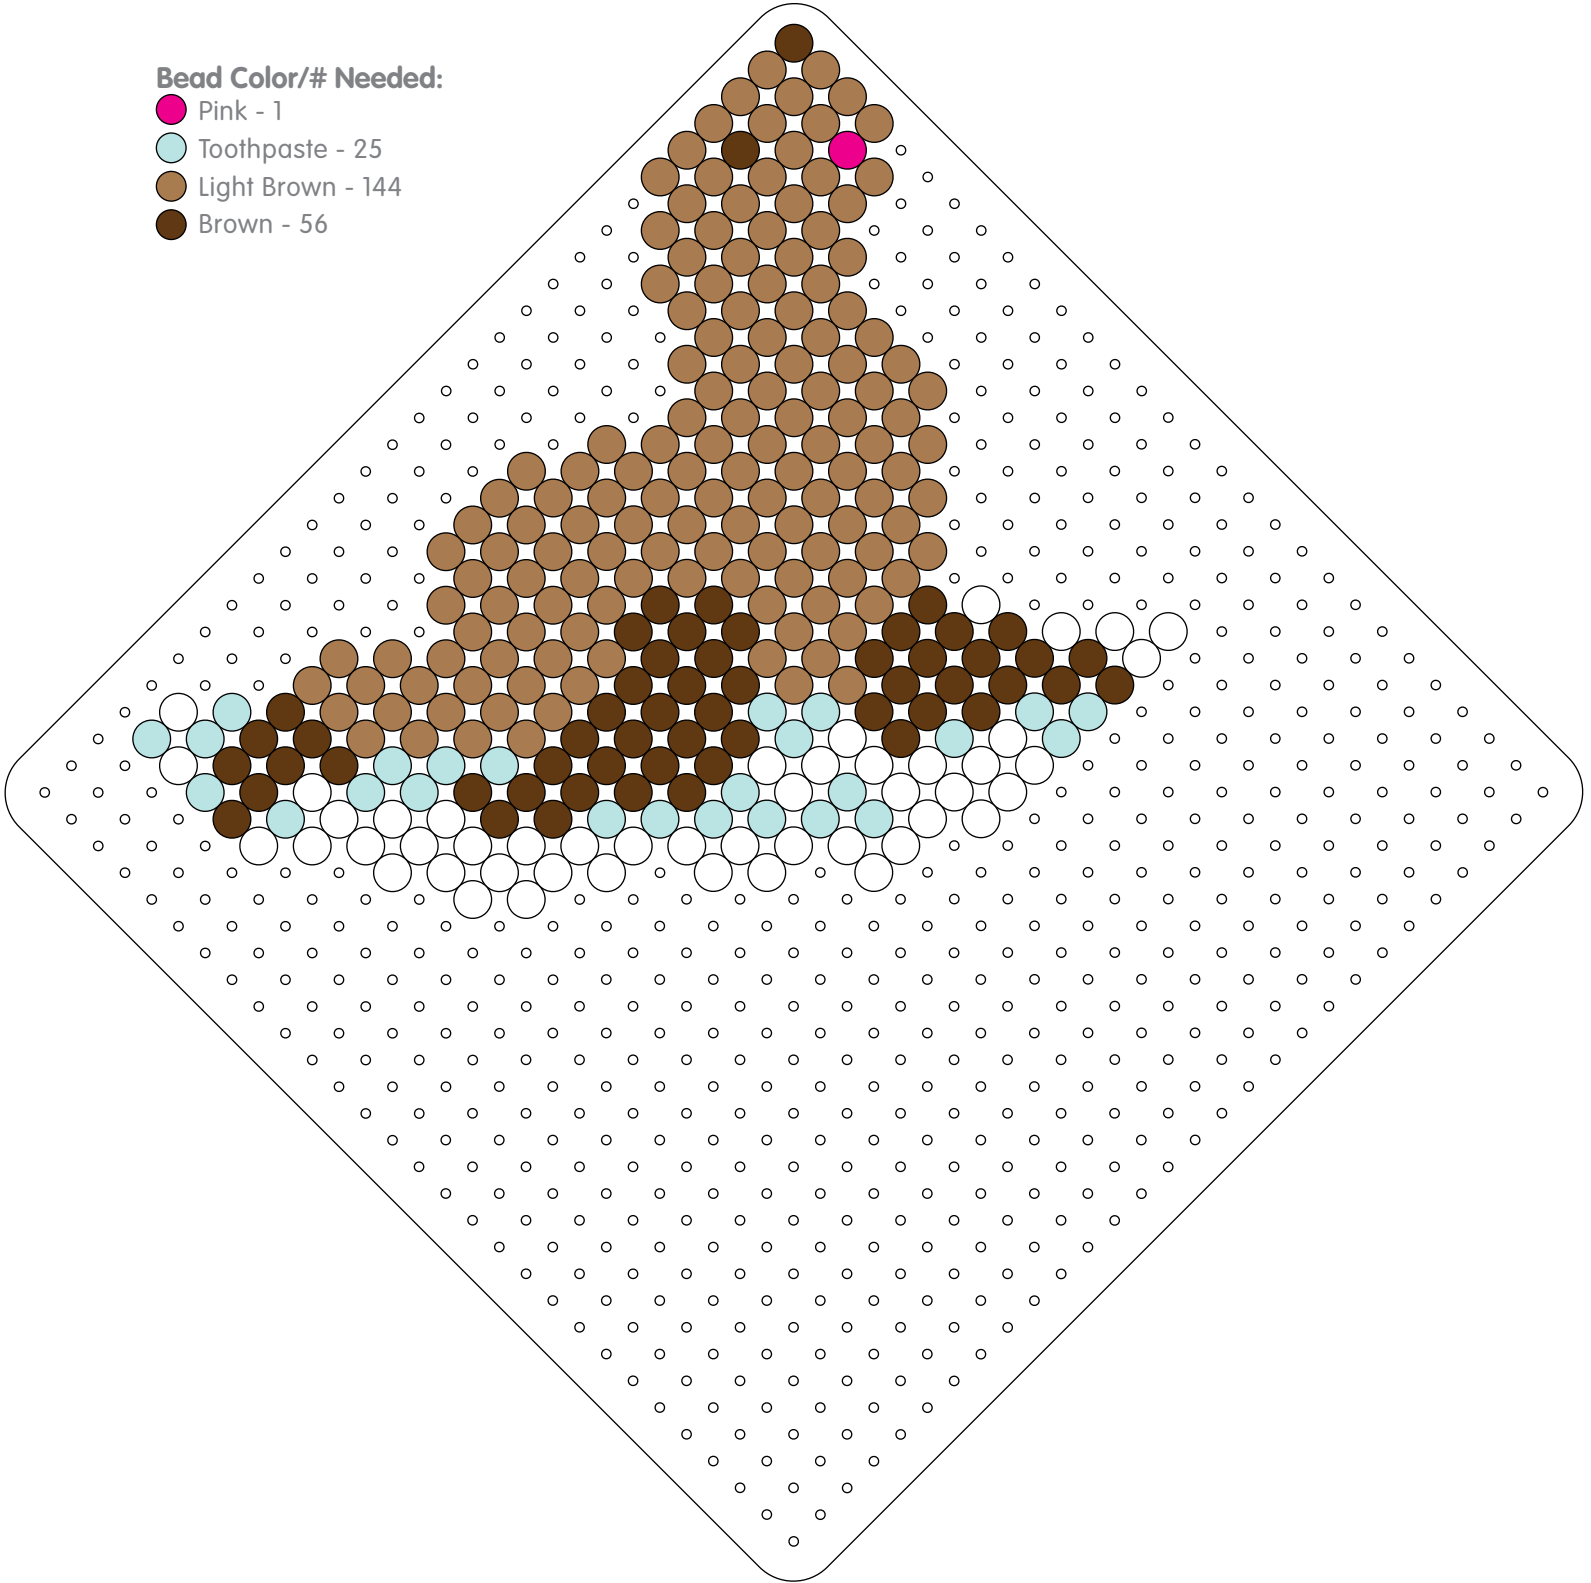 Bead Color/# Needed:
Pink - 1
Toothpaste - 25
Light Brown - 144
Brown - 56